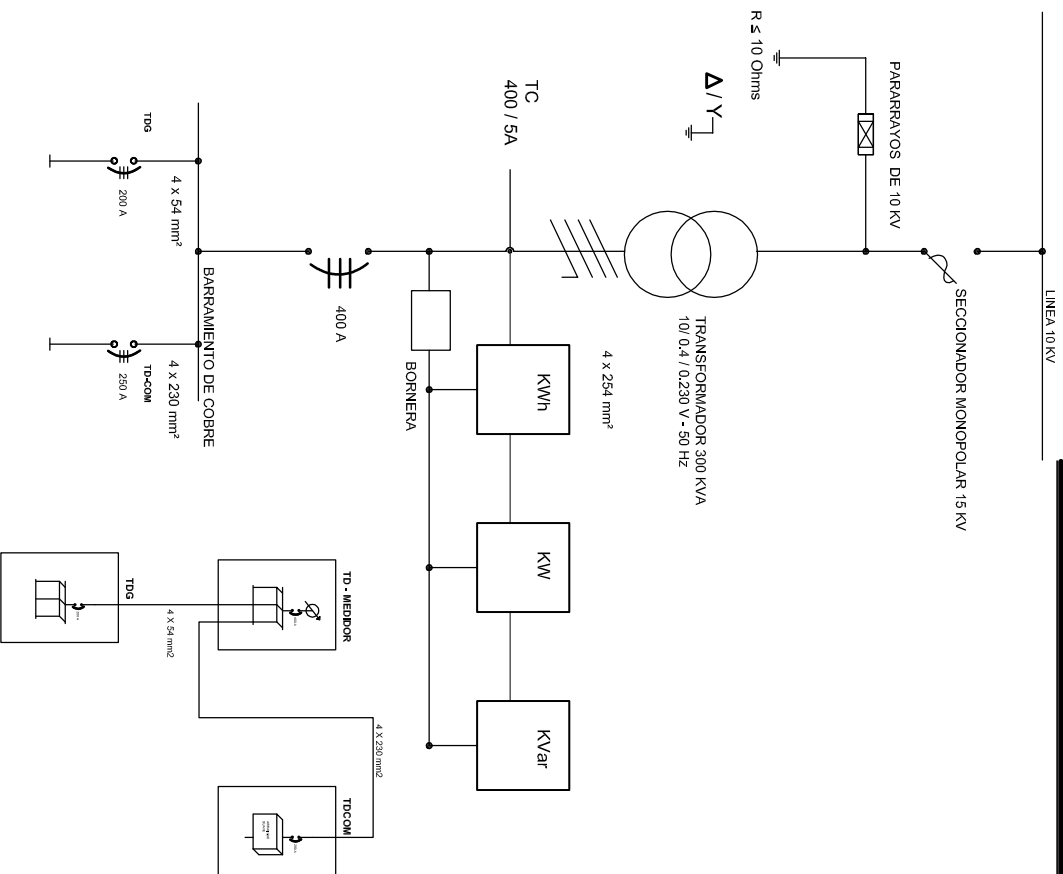 LINEA 10 KV
SECCIONADOR MONOPOLAR 15 KV
PARARRAYOS DE 10 KV
R ≤ 10 Ohms
Δ / Y
TRANSFORMADOR 300 KVA
10/ 0.4 / 0.230 V - 50 Hz
4 x 254 mm²
TC
400 / 5A
KWh
KW
KVar
BORNERA
400 A
BARRAMIENTO DE COBRE
4 x 54 mm²
TDG
200 A
4 x 230 mm²
TD-COM
250 A
TD - MEDIDOR
TDG
4 X 54 mm2
4 X 230 mm2
TDCOM